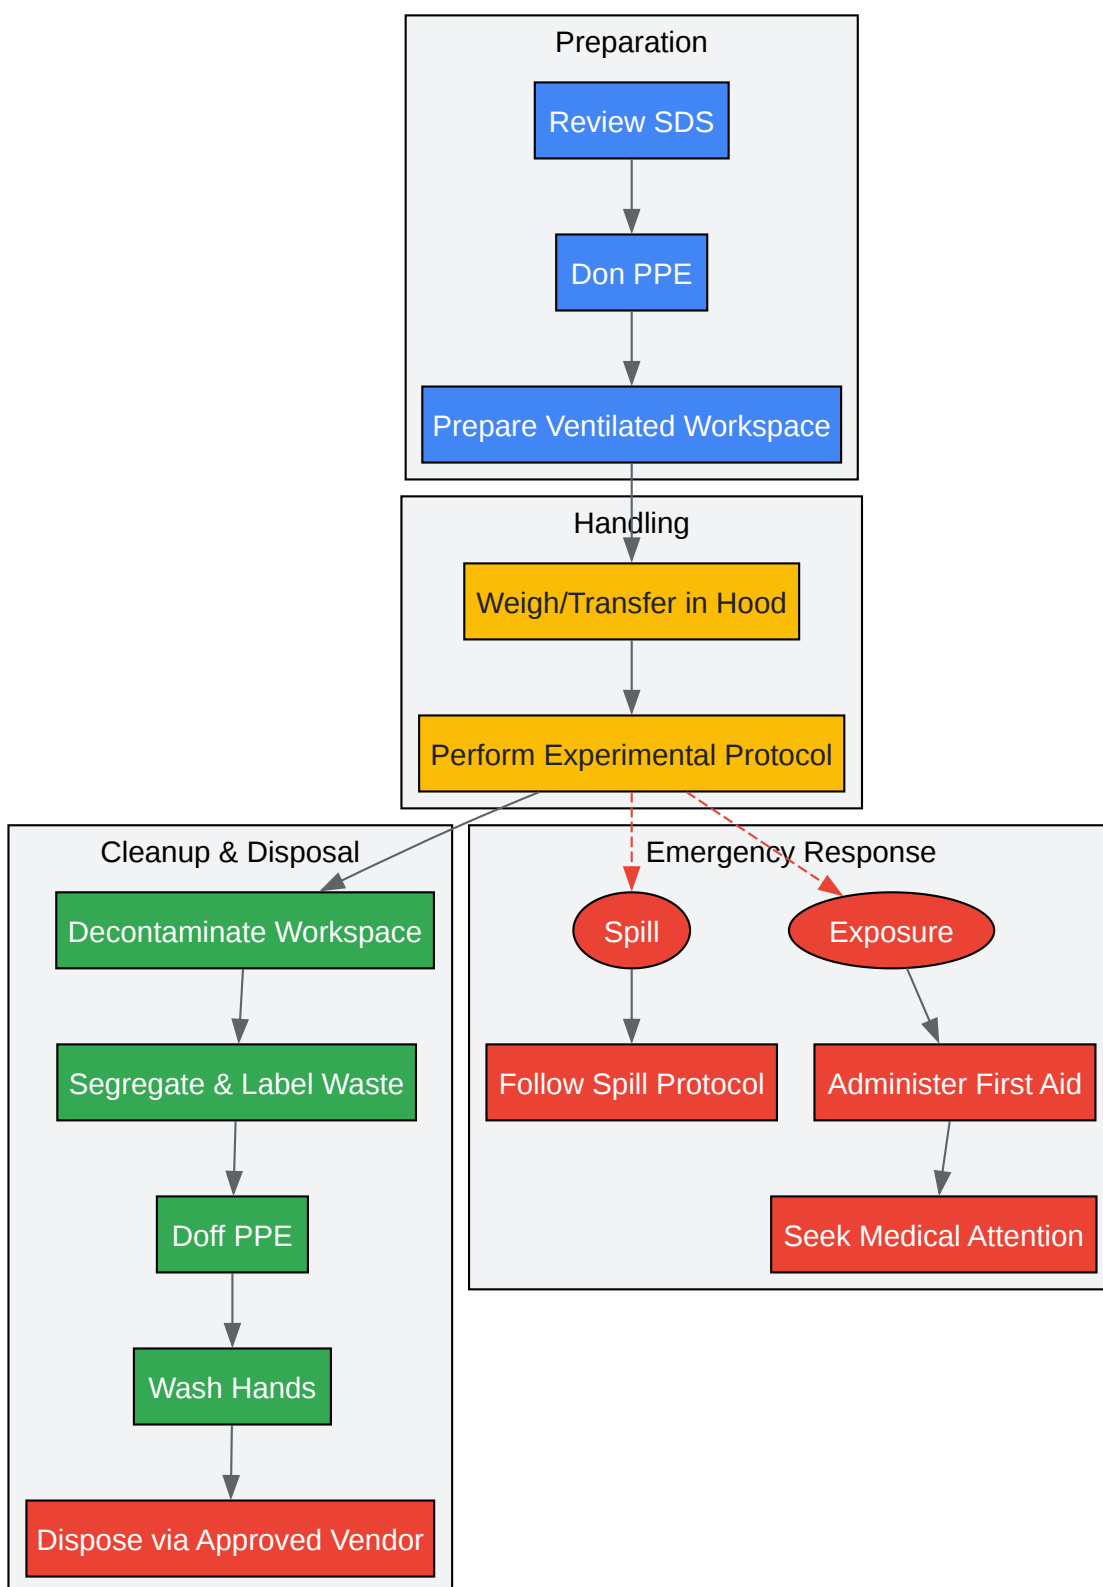 Preparation
Review SDS
Don PPE
Prepare Ventilated Workspace
Handling
Weigh/Transfer in Hood
Perform Experimental Protocol
Cleanup & Disposal
Decontaminate Workspace
Segregate & Label Waste
Doff PPE
Wash Hands
Dispose via Approved Vendor
Emergency Response
Spill
Exposure
Follow Spill Protocol
Administer First Aid
Seek Medical Attention